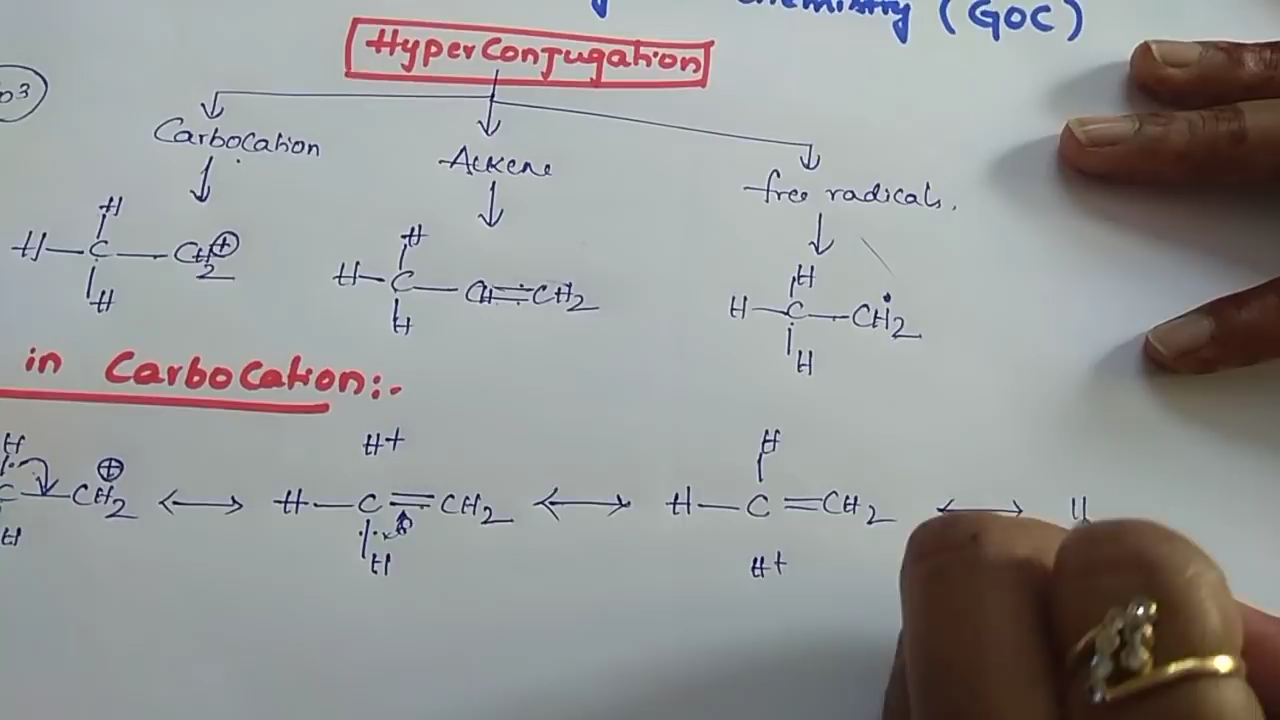 Chemistry (GOC)
HyperConjugation
Carbocation
Alkene
free radicals.
H
H—C—CH2⊕
H
H
H—C—CH=CH2
H
H
H—C—CH2•
H
in Carbocation:-
H
C—CH2⊕ ↔
H
H+
H—C=CH2 ↔
H
H
H—C=CH2 ↔
H+